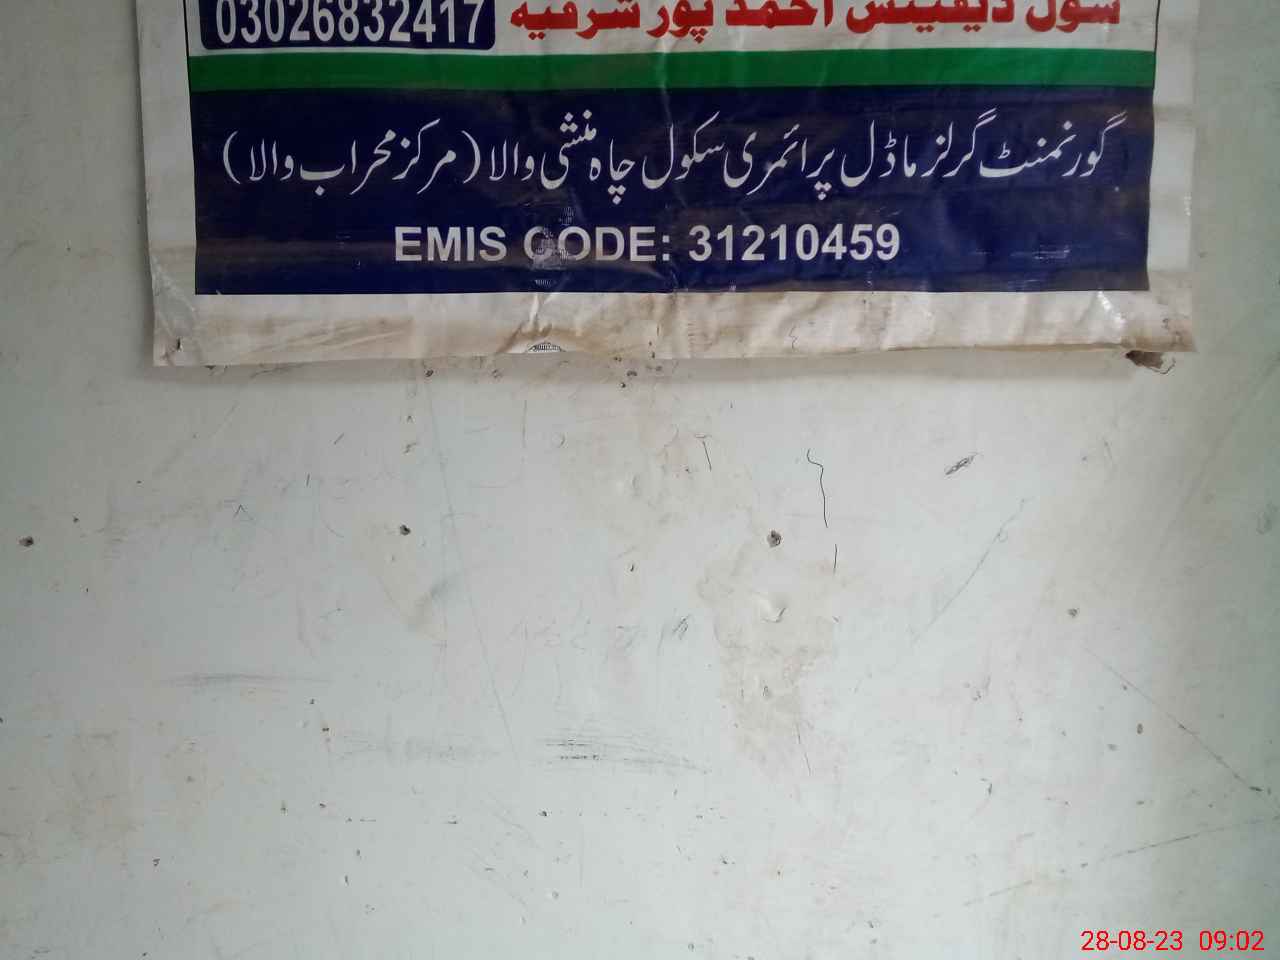 03026832417 سول ڈیفینس احمد پور شرقیہ
گورنمنٹ گرلز ماڈل پرائمری سکول چاہ منشی والا (مرکز محراب والا)
EMIS CODE: 31210459
28-08-23 09:02